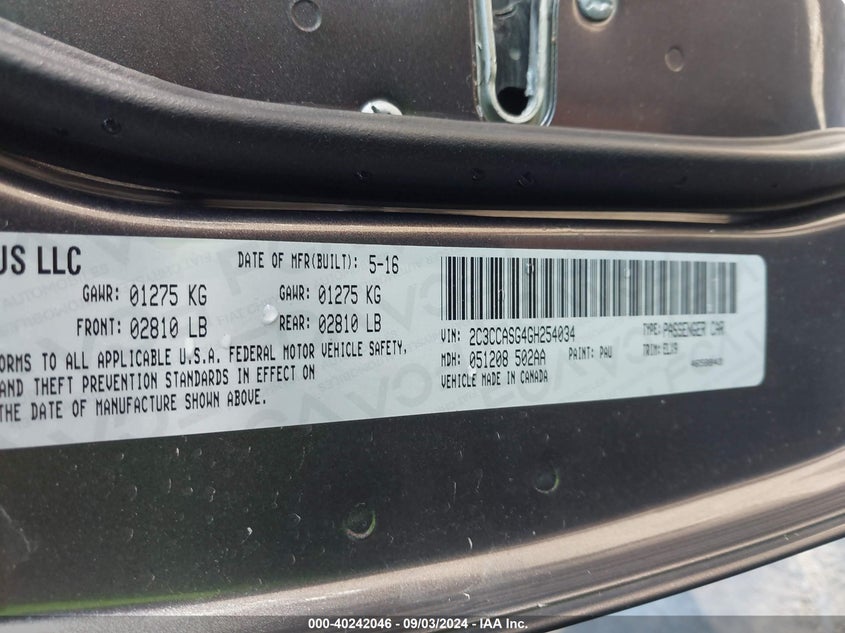 US LLC
DATE OF MFR(BUILT): 5-16
GAWR: 01275 KG GAWR: 01275 KG
FRONT: 02810 LB REAR: 02810 LB
ORMS TO ALL APPLICABLE U.S.A. FEDERAL MOTOR VEHICLE SAFETY,
AND THEFT PREVENTION STANDARDS IN EFFECT ON
THE DATE OF MANUFACTURE SHOWN ABOVE.
VIN: 2C3CCASG4GH254034 TYPE: PASSENGER CAR
MDH: 051208 502AA PAINT: PAU TRIM: ELX9
VEHICLE MADE IN CANADA
000-40242046 - 09/03/2024 - IAA Inc.